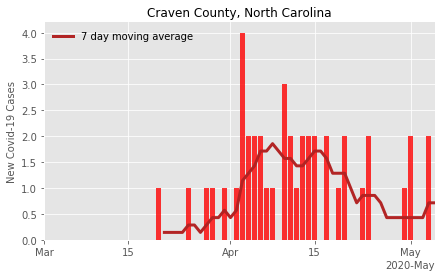 Craven County, North Carolina
7 day moving average
New Covid-19 Cases
4.0
3.5
3.0
2.5
2.0
1.5
1.0
0.5
0.0
Mar
15
Apr
15
May
2020-May